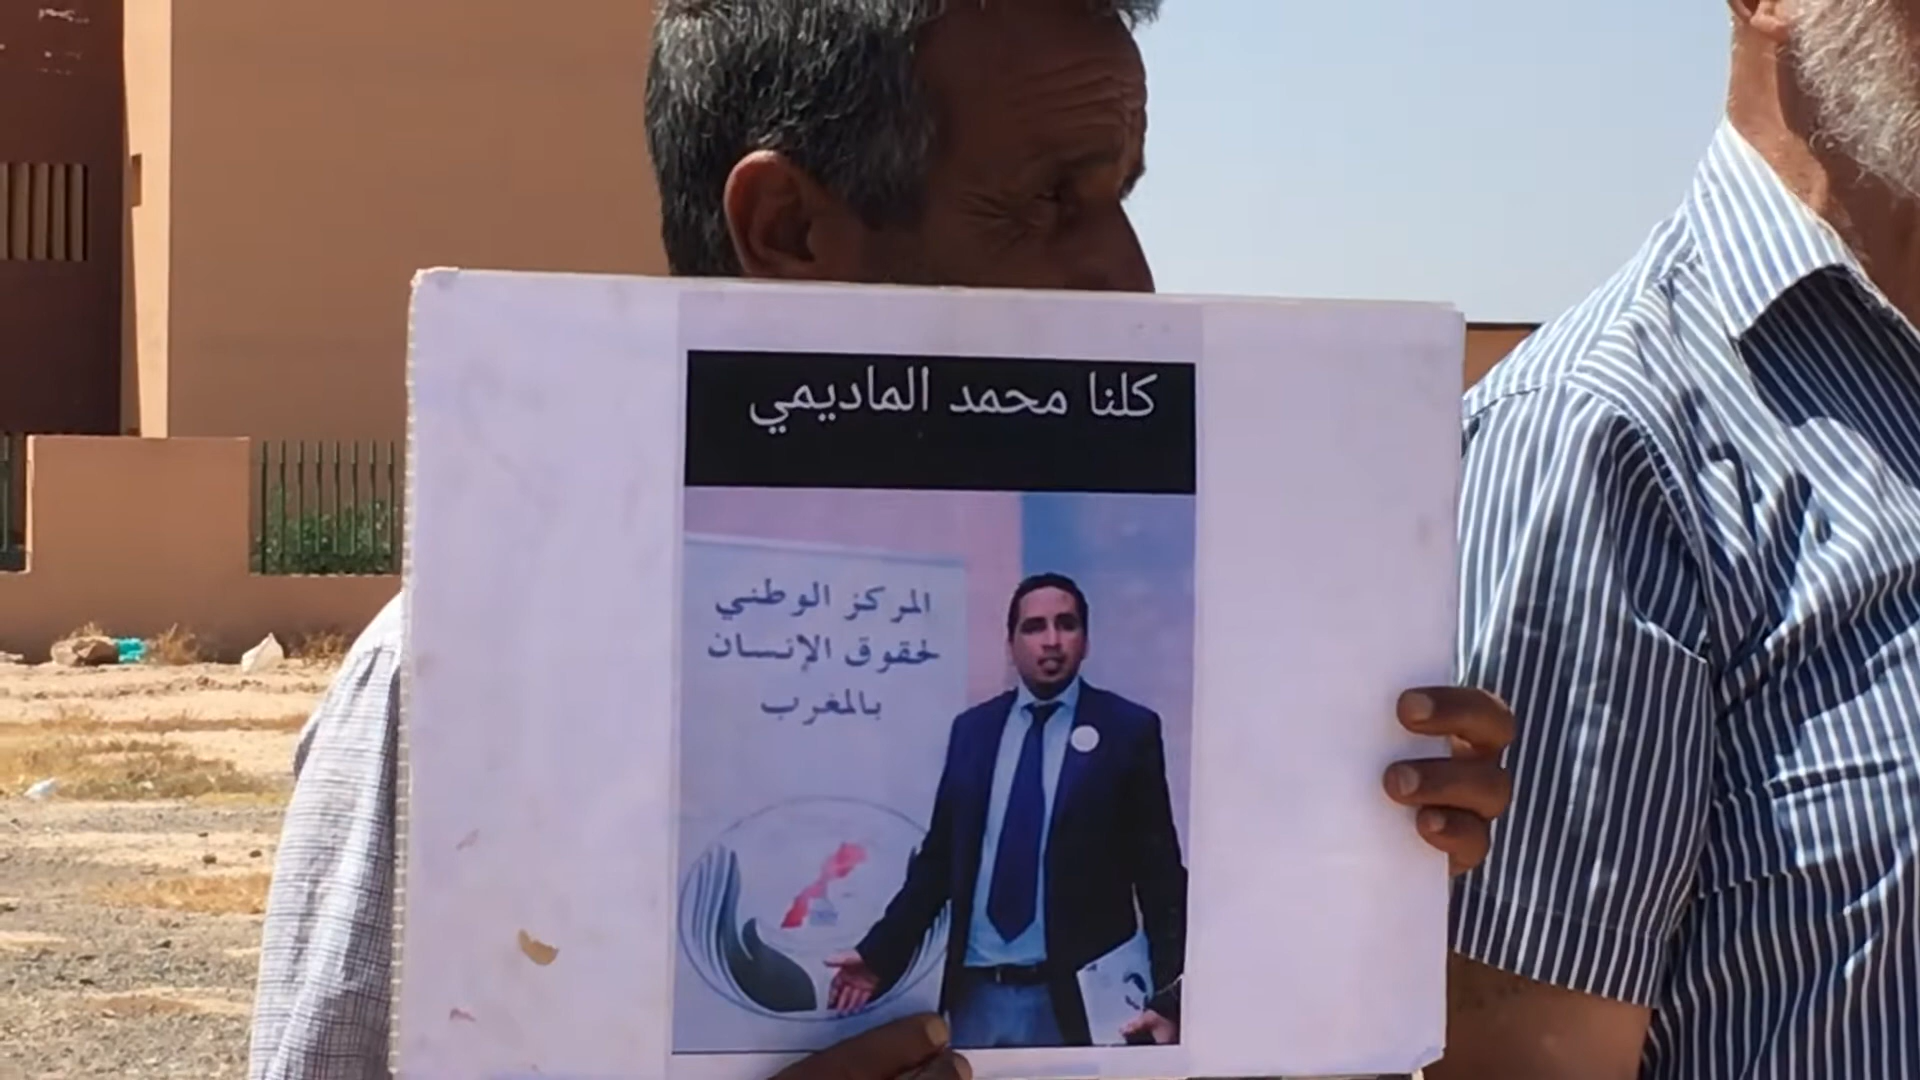 كلنا محمد الماديمي
المركز الوطني
لحقوق الإنسان
بالمغرب